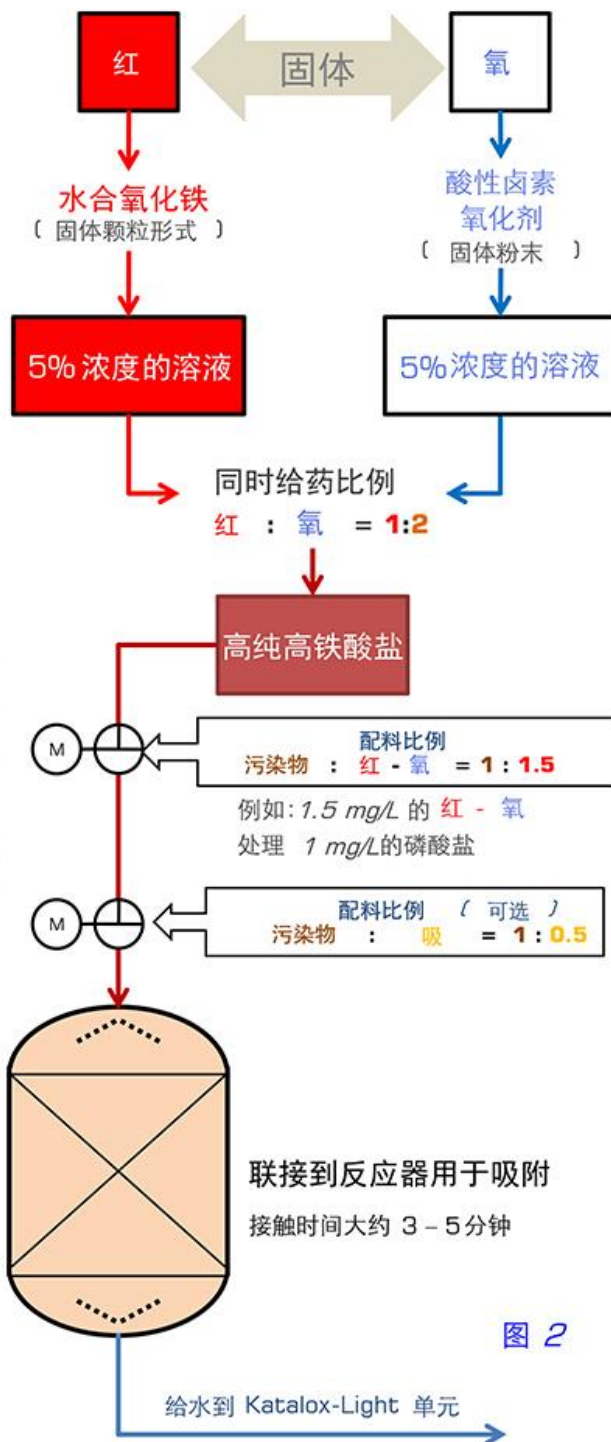 红
固体
氧
水合氧化铁
( 固体颗粒形式 )
酸性卤素
氧化剂
( 固体粉末 )
5% 浓度的溶液
5% 浓度的溶液
同时给药比例
红 : 氧 = 1:2
高纯高铁酸盐
M
配料比例
污染物 : 红 - 氧 = 1 : 1.5
例如: 1.5 mg/L 的 红 - 氧
处理 1 mg/L的磷酸盐
M
配料比例 ( 可选 )
污染物 : 吸 = 1 : 0.5
联接到反应器用于吸附
接触时间大约 3 – 5分钟
图 2
给水到 Katalox-Light 单元